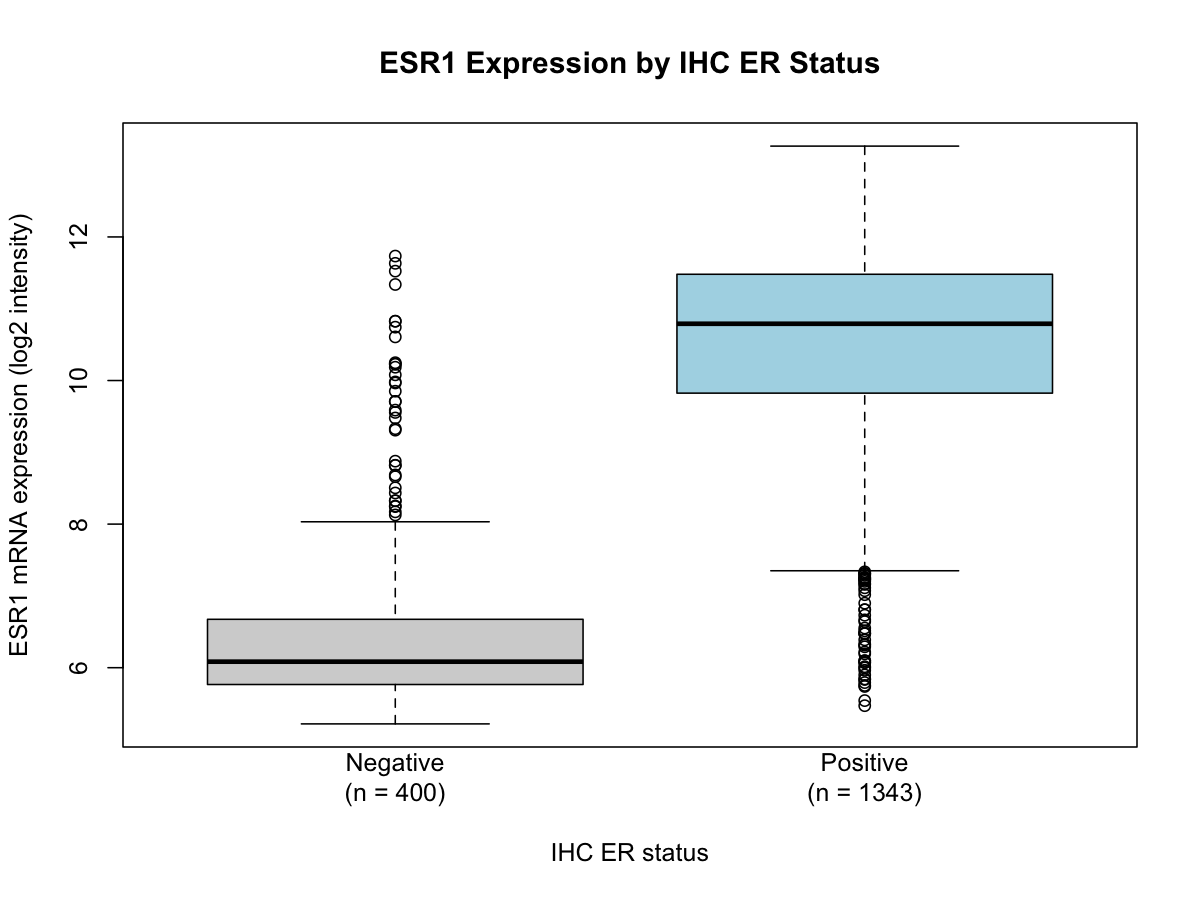 ESR1 Expression by IHC ER Status
ESR1 mRNA expression (log2 intensity)
12
10
8
6
Negative
(n = 400)
Positive
(n = 1343)
IHC ER status